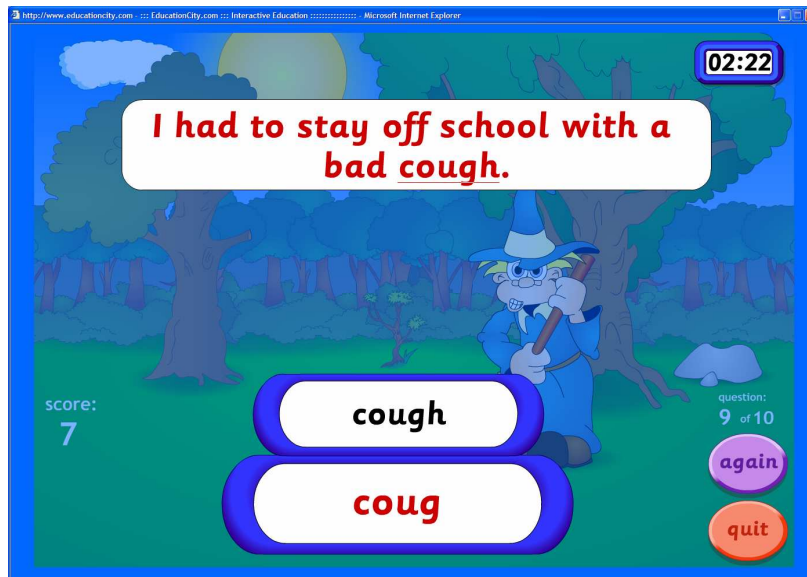 http://www.educationcity.com - ::: EducationCity.com ::: Interactive Education :::::::::::::::: - Microsoft Internet Explorer
02:22
I had to stay off school with a
bad cough.
score:
7
cough
coug
question:
9 of 10
again
quit